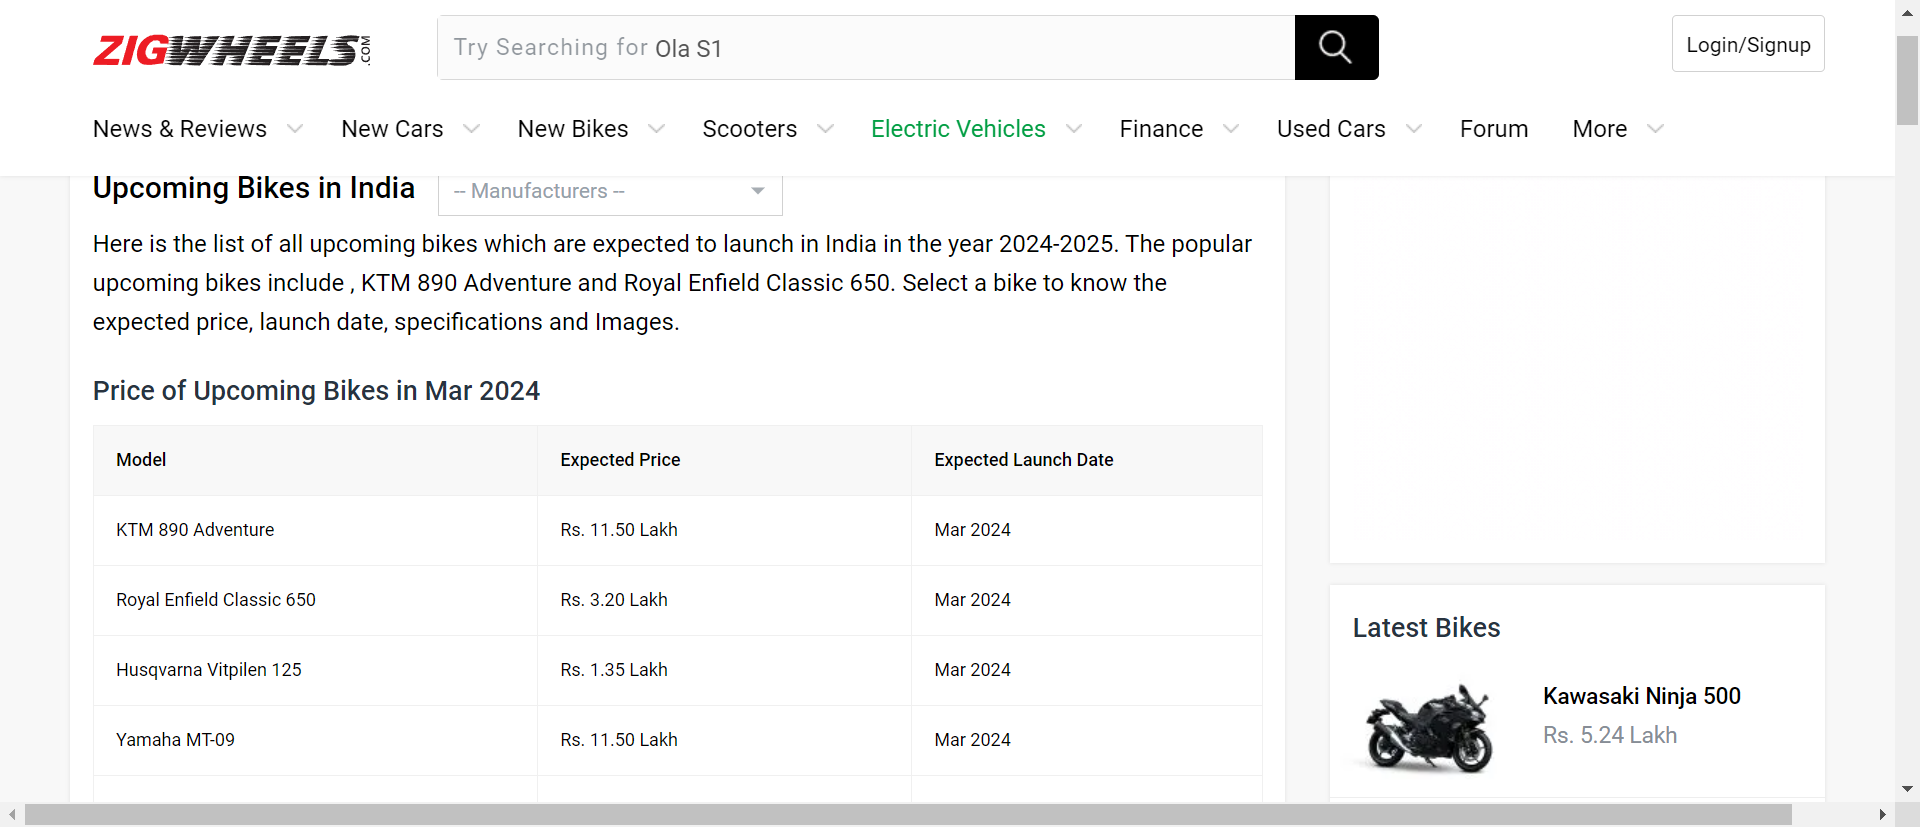 ZIGWHEELS.COM
Try Searching for Ola S1
Login/Signup
News & Reviews
New Cars
New Bikes
Scooters
Electric Vehicles
Finance
Used Cars
Forum
More
Upcoming Bikes in India
-- Manufacturers --
Here is the list of all upcoming bikes which are expected to launch in India in the year 2024-2025. The popular
upcoming bikes include , KTM 890 Adventure and Royal Enfield Classic 650. Select a bike to know the
expected price, launch date, specifications and Images.
Price of Upcoming Bikes in Mar 2024
Model Expected Price Expected Launch Date
KTM 890 Adventure Rs. 11.50 Lakh Mar 2024
Royal Enfield Classic 650 Rs. 3.20 Lakh Mar 2024
Husqvarna Vitpilen 125 Rs. 1.35 Lakh Mar 2024
Yamaha MT-09 Rs. 11.50 Lakh Mar 2024
Latest Bikes
Kawasaki Ninja 500
Rs. 5.24 Lakh